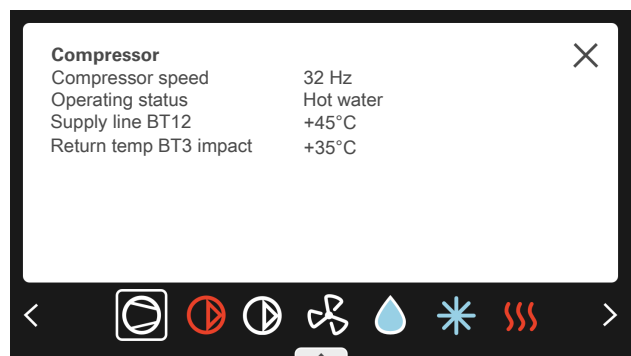 Compressor
Compressor speed 32 Hz
Operating status Hot water
Supply line BT12 +45°C
Return temp BT3 impact +35°C